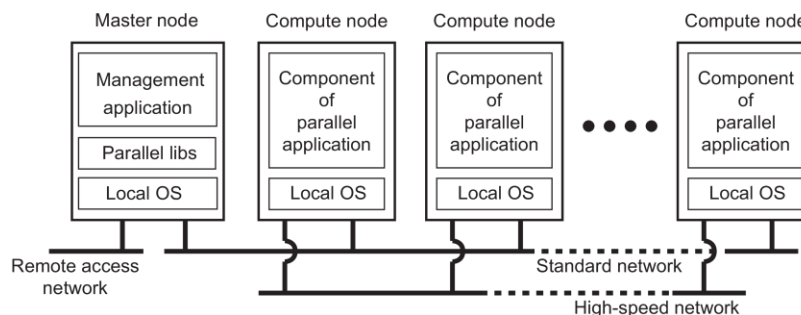 Master node
Compute node
Compute node
Compute node
Management
application
Parallel libs
Local OS
Component
of
parallel
application
Local OS
Component
of
parallel
application
Local OS
Component
of
parallel
application
Local OS
Remote access
network
Standard network
High-speed network